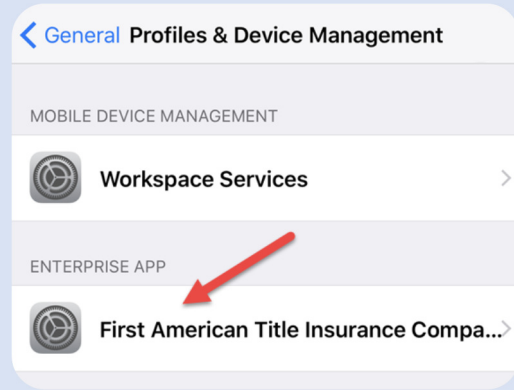 General Profiles & Device Management
MOBILE DEVICE MANAGEMENT
Workspace Services
ENTERPRISE APP
First American Title Insurance Compa...